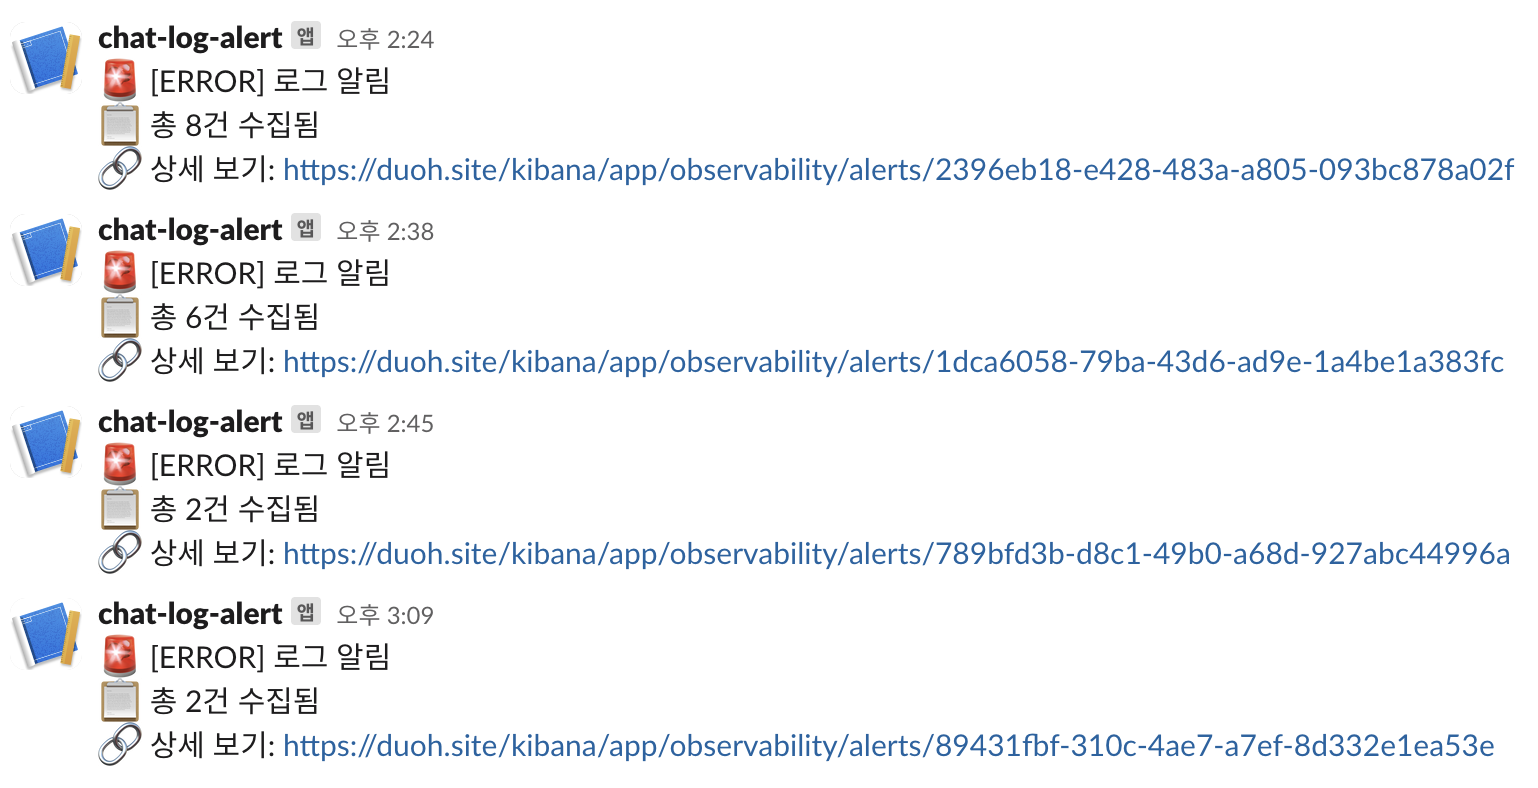 chat-log-alert 앱 오후 2:24
[ERROR] 로그 알림
총 8건 수집됨
상세 보기: https://duoh.site/kibana/app/observability/alerts/2396eb18-e428-483a-a805-093bc878a02f
chat-log-alert 앱 오후 2:38
[ERROR] 로그 알림
총 6건 수집됨
상세 보기: https://duoh.site/kibana/app/observability/alerts/1dca6058-79ba-43d6-ad9e-1a4be1a383fc
chat-log-alert 앱 오후 2:45
[ERROR] 로그 알림
총 2건 수집됨
상세 보기: https://duoh.site/kibana/app/observability/alerts/789bfd3b-d8c1-49b0-a68d-927abc44996a
chat-log-alert 앱 오후 3:09
[ERROR] 로그 알림
총 2건 수집됨
상세 보기: https://duoh.site/kibana/app/observability/alerts/89431fbf-310c-4ae7-a7ef-8d332e1ea53e